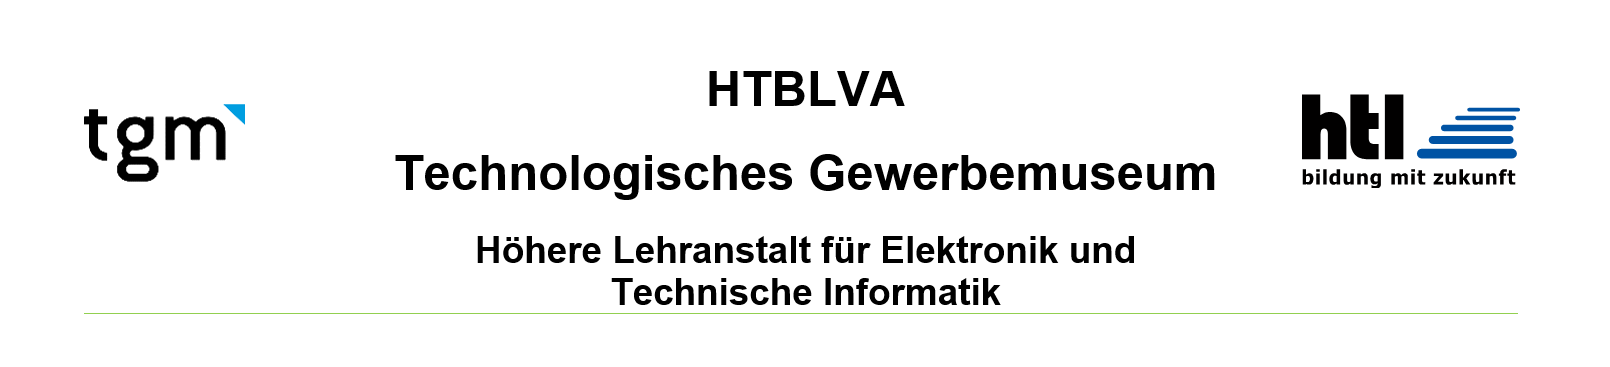 HTBLVA
tgm
htl
Technologisches Gewerbemuseum
bildung mit zukunft
Höhere Lehranstalt für Elektronik und
Technische Informatik